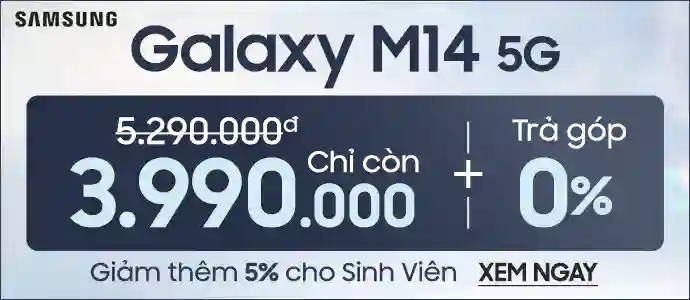 SAMSUNG
Galaxy M14 5G
5.290.000đ
Chỉ còn
3.990.000
+
Trả góp
0%
Giảm thêm 5% cho Sinh Viên XEM NGAY